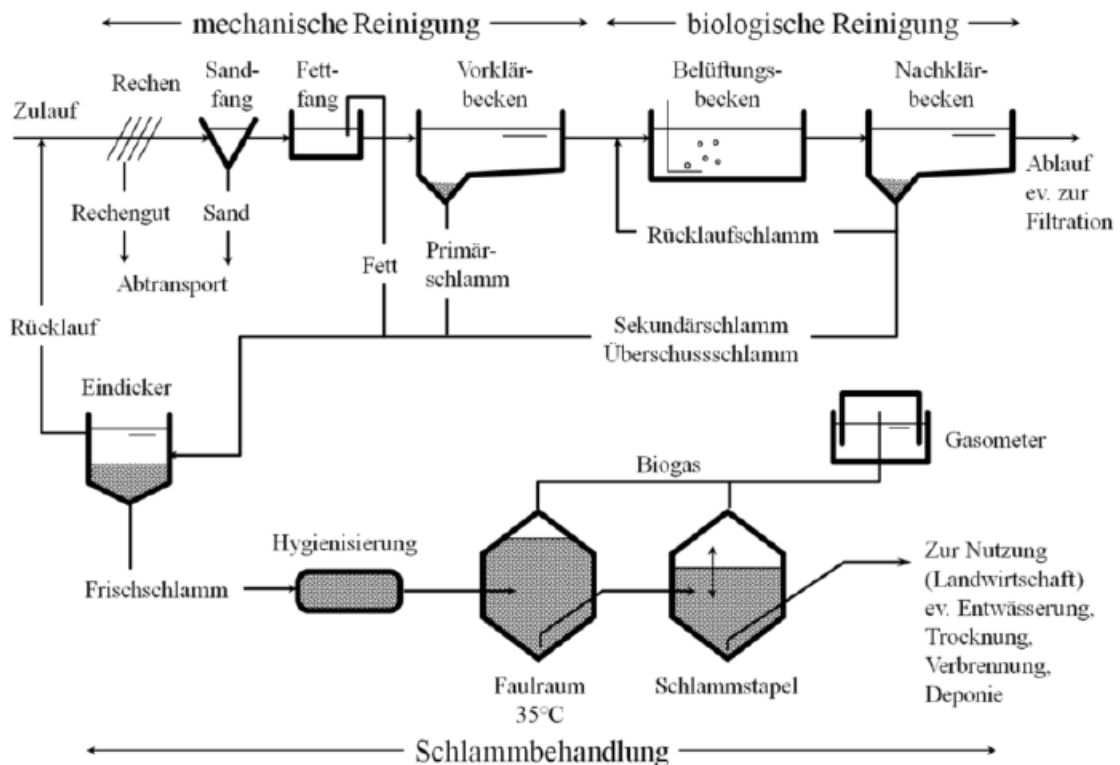 mechanische Reinigung
biologische Reinigung
Zulauf
Rechen
Sand-
fang
Fett-
fang
Vorklär-
becken
Belüftungs-
becken
Nachklär-
becken
Ablauf
ev. zur
Filtration
Rechengut
Sand
Abtransport
Fett
Primär-
schlamm
Rücklaufschlamm
Rücklauf
Sekundärschlamm
Überschussschlamm
Eindicker
Gasometer
Biogas
Hygienisierung
Frischschlamm
Zur Nutzung
(Landwirtschaft)
ev. Entwässerung,
Trocknung,
Verbrennung,
Deponie
Faulraum
35°C
Schlammstapel
Schlammbehandlung